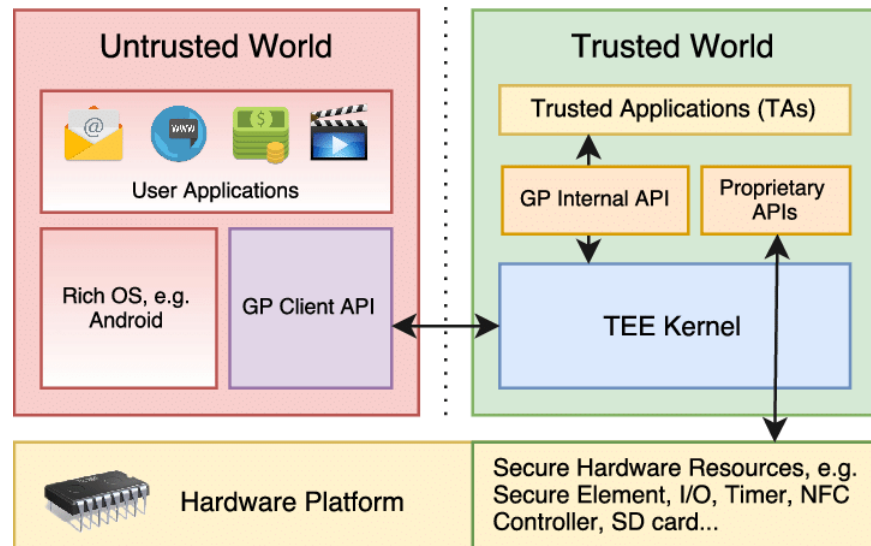 Untrusted World
@
WWW
$
User Applications
Rich OS, e.g.
Android
GP Client API
Trusted World
Trusted Applications (TAs)
GP Internal API
Proprietary
APIs
TEE Kernel
Hardware Platform
Secure Hardware Resources, e.g.
Secure Element, I/O, Timer, NFC
Controller, SD card...